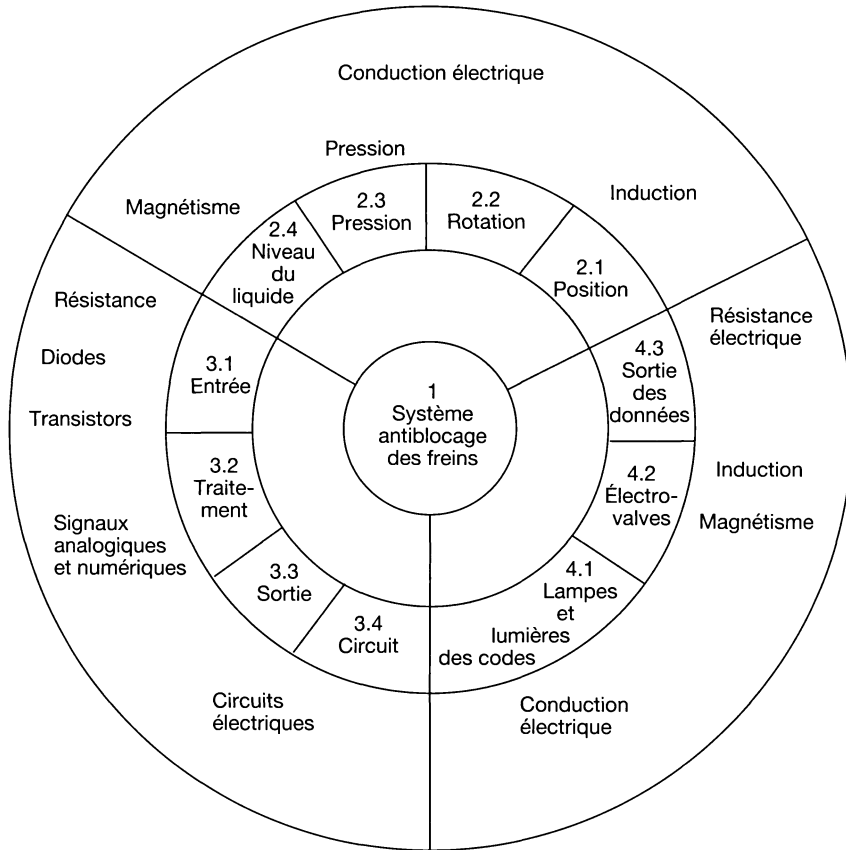 Conduction électrique
Pression
Magnétisme
Induction
2.4
Niveau
du
liquide
2.3
Pression
2.2
Rotation
2.1
Position
Résistance
Diodes
Transistors
Signaux
analogiques
et numériques
Circuits
électriques
3.1
Entrée
3.2
Traite-
ment
3.3
Sortie
3.4
Circuit
1
Système
antiblocage
des freins
4.3
Sortie
des
données
4.2
Électro-
valves
4.1
Lampes
et
lumières
des codes
Résistance
électrique
Induction
Magnétisme
Conduction
électrique